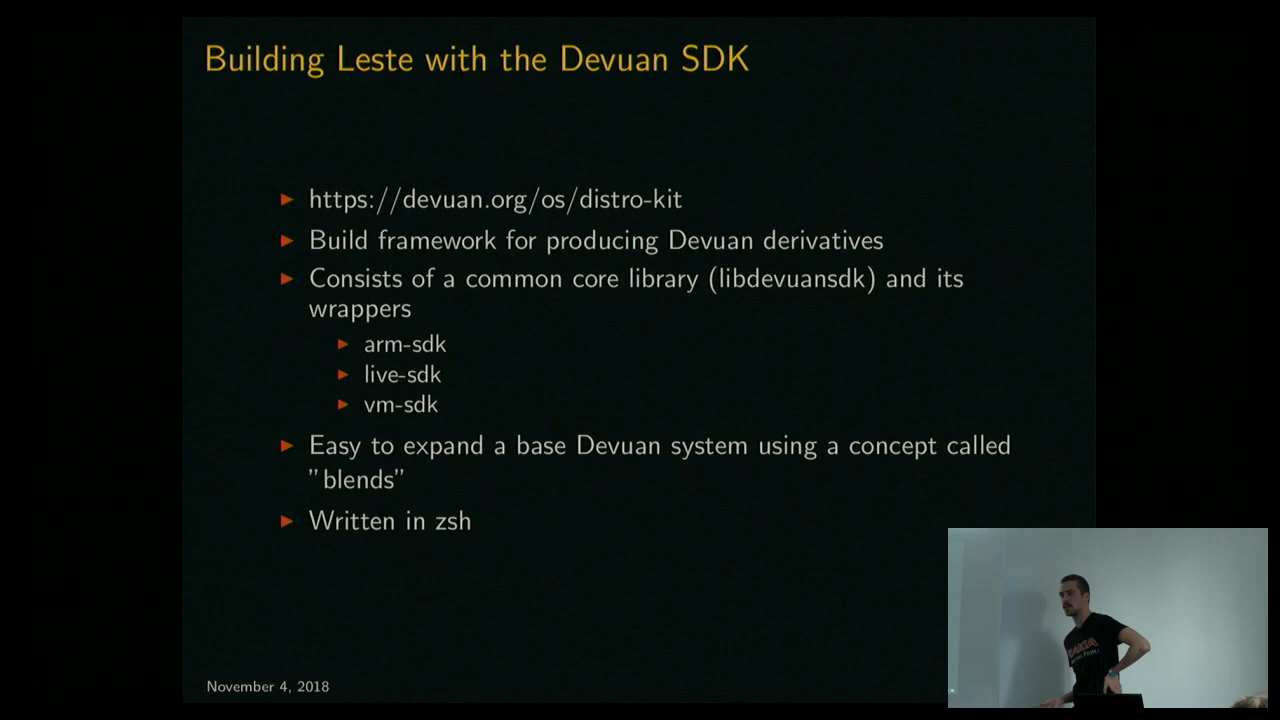 Building Leste with the Devuan SDK
https://devuan.org/os/distro-kit
Build framework for producing Devuan derivatives
Consists of a common core library (libdevuansdk) and its
wrappers
arm-sdk
live-sdk
vm-sdk
Easy to expand a base Devuan system using a concept called
”blends”
Written in zsh
November 4, 2018